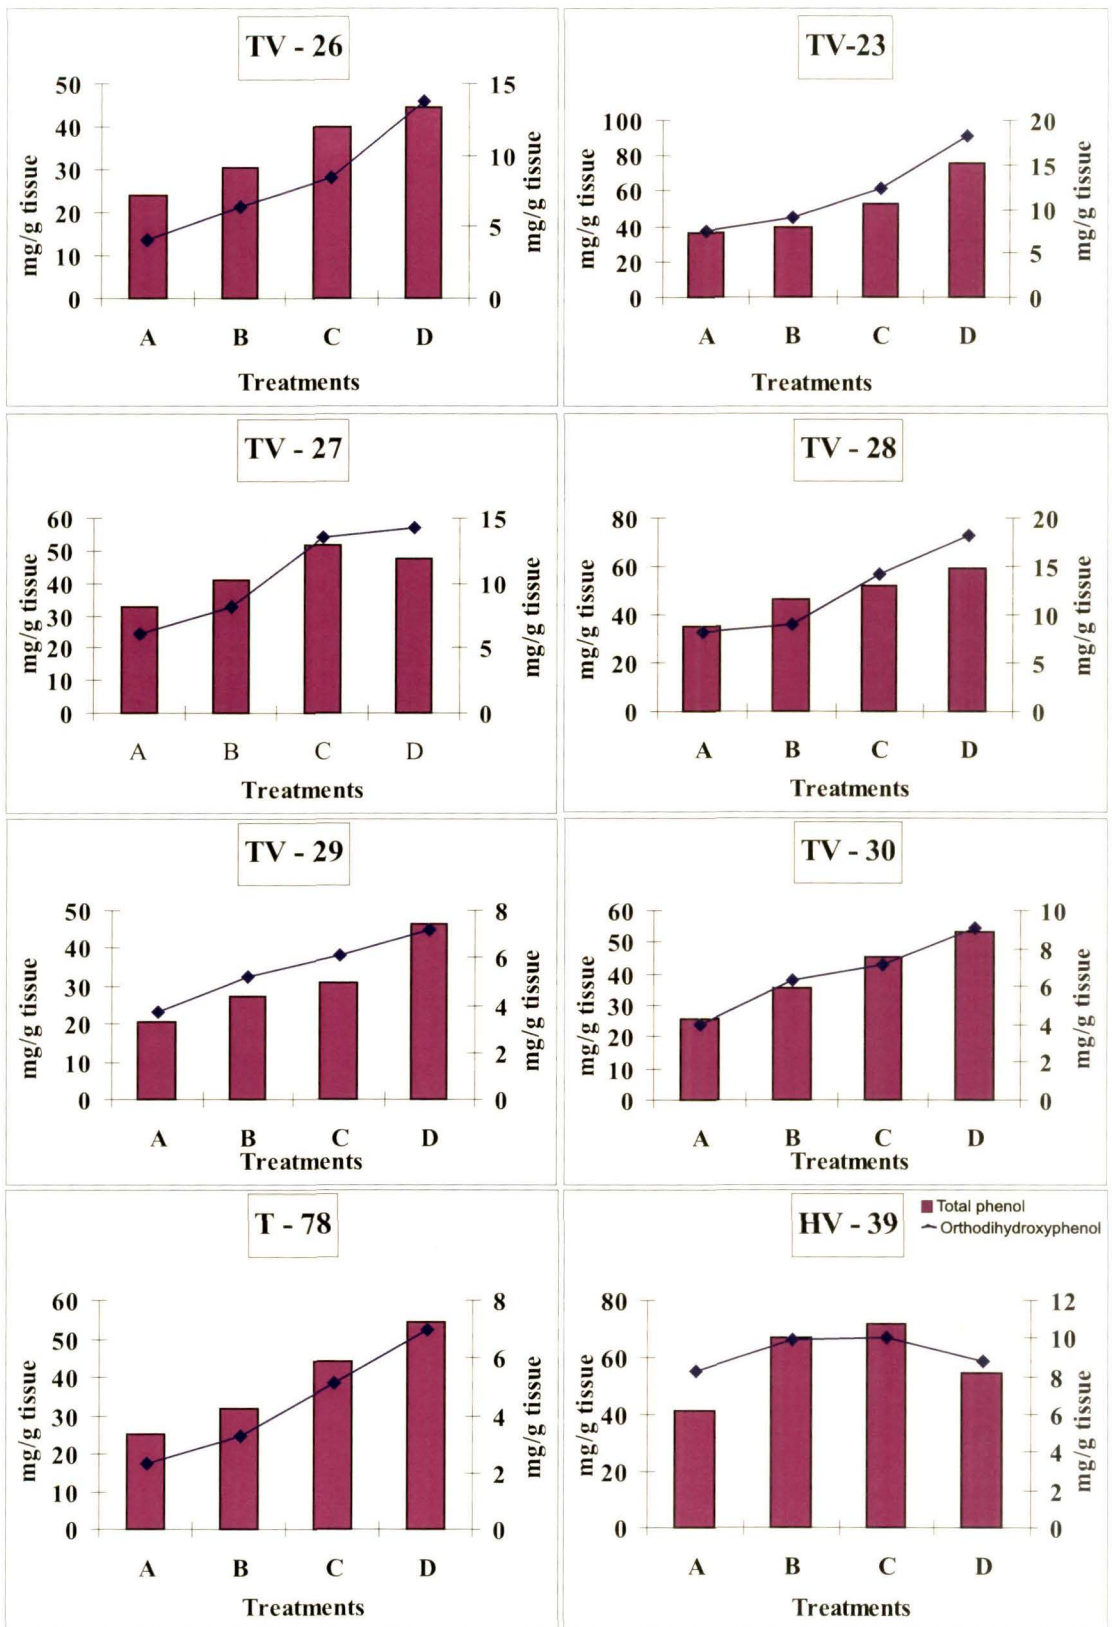 TV - 26
50
40
30
20
10
0
mg/g tissue
15
10
5
0
mg/g tissue
A B C D
Treatments
TV-23
100
80
60
40
20
0
mg/g tissue
20
15
10
5
0
mg/g tissue
A B C D
Treatments
TV - 27
60
50
40
30
20
10
0
mg/g tissue
15
10
5
0
mg/g tissue
A B C D
Treatments
TV - 28
80
60
40
20
0
mg/g tissue
20
15
10
5
0
mg/g tissue
A B C D
Treatments
TV - 29
50
40
30
20
10
0
mg/g tissue
8
6
4
2
0
mg/g tissue
A B C D
Treatments
TV - 30
60
50
40
30
20
10
0
mg/g tissue
10
8
6
4
2
0
mg/g tissue
A B C D
Treatments
T - 78
60
50
40
30
20
10
0
mg/g tissue
8
6
4
2
0
mg/g tissue
A B C D
Treatments
HV - 39
Total phenol
Orthodihydroxyphenol
80
60
40
20
0
mg/g tissue
12
10
8
6
4
2
0
mg/g tissue
A B C D
Treatments